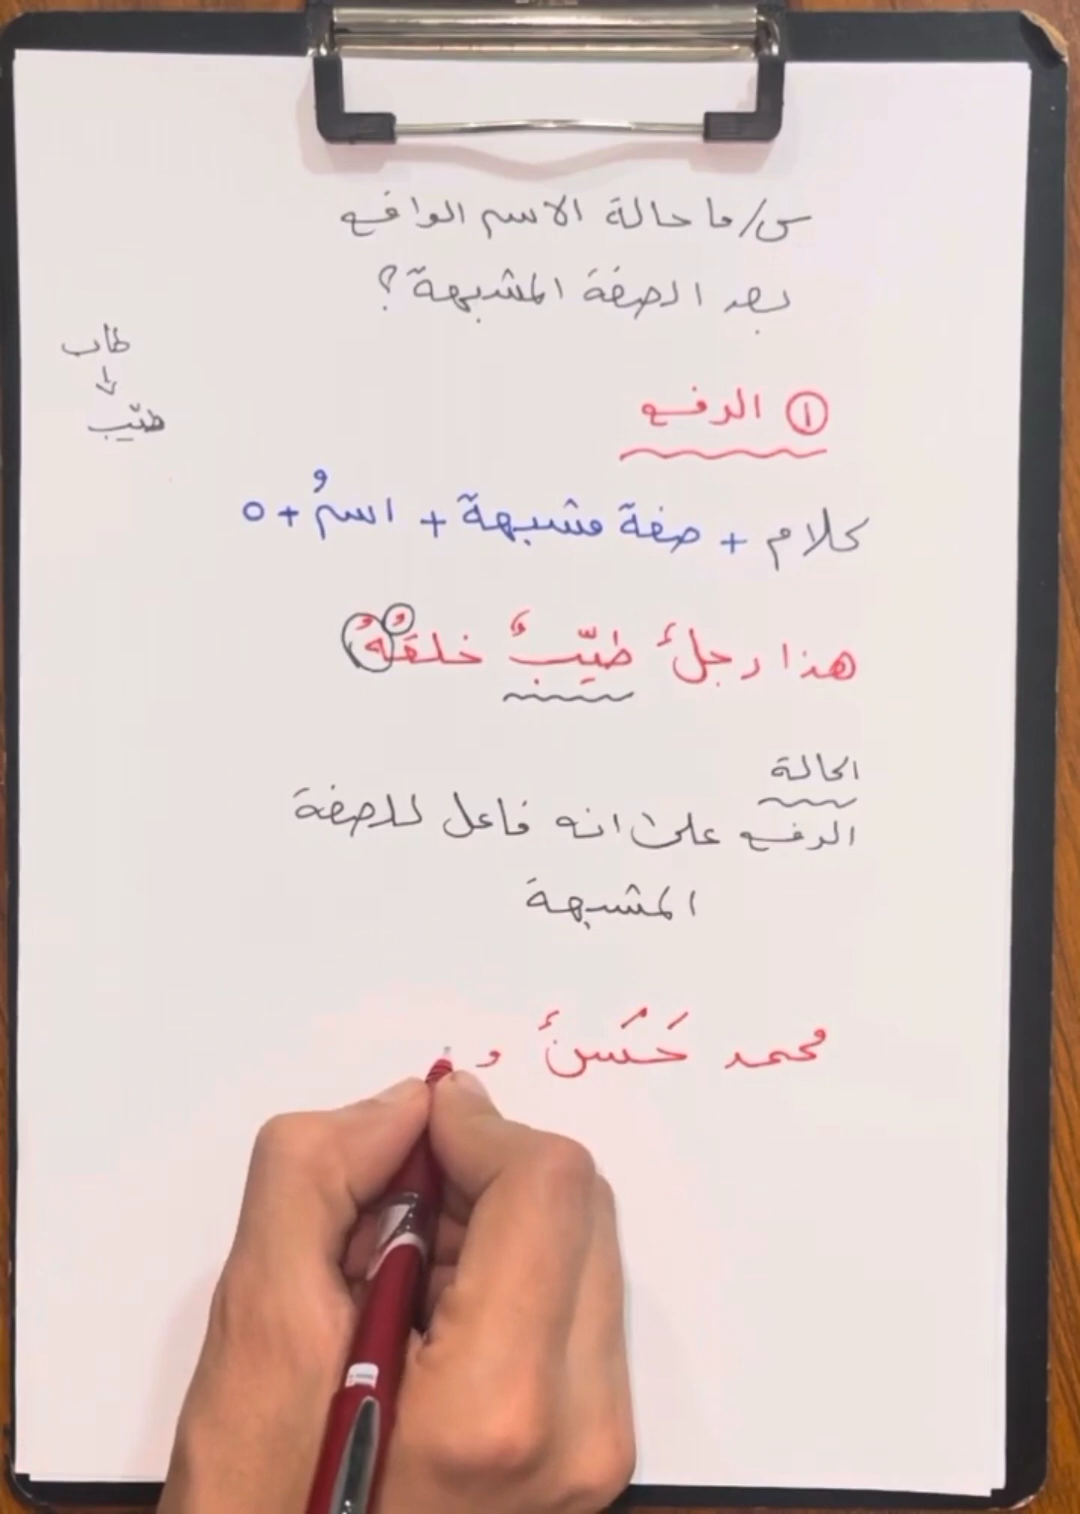 س/ ما حالة الاسم الواقع
بعد الصفة المشبهة؟
طاب
↓
طيّب
① الرفع
كلام + صفة مشبهة + اسمُ + ه
هذا رجلٌ طيّبٌ خلقُهُ
الحالة
الرفع على انه فاعل للصفة
المشبهة
محمد حَسَنٌ و